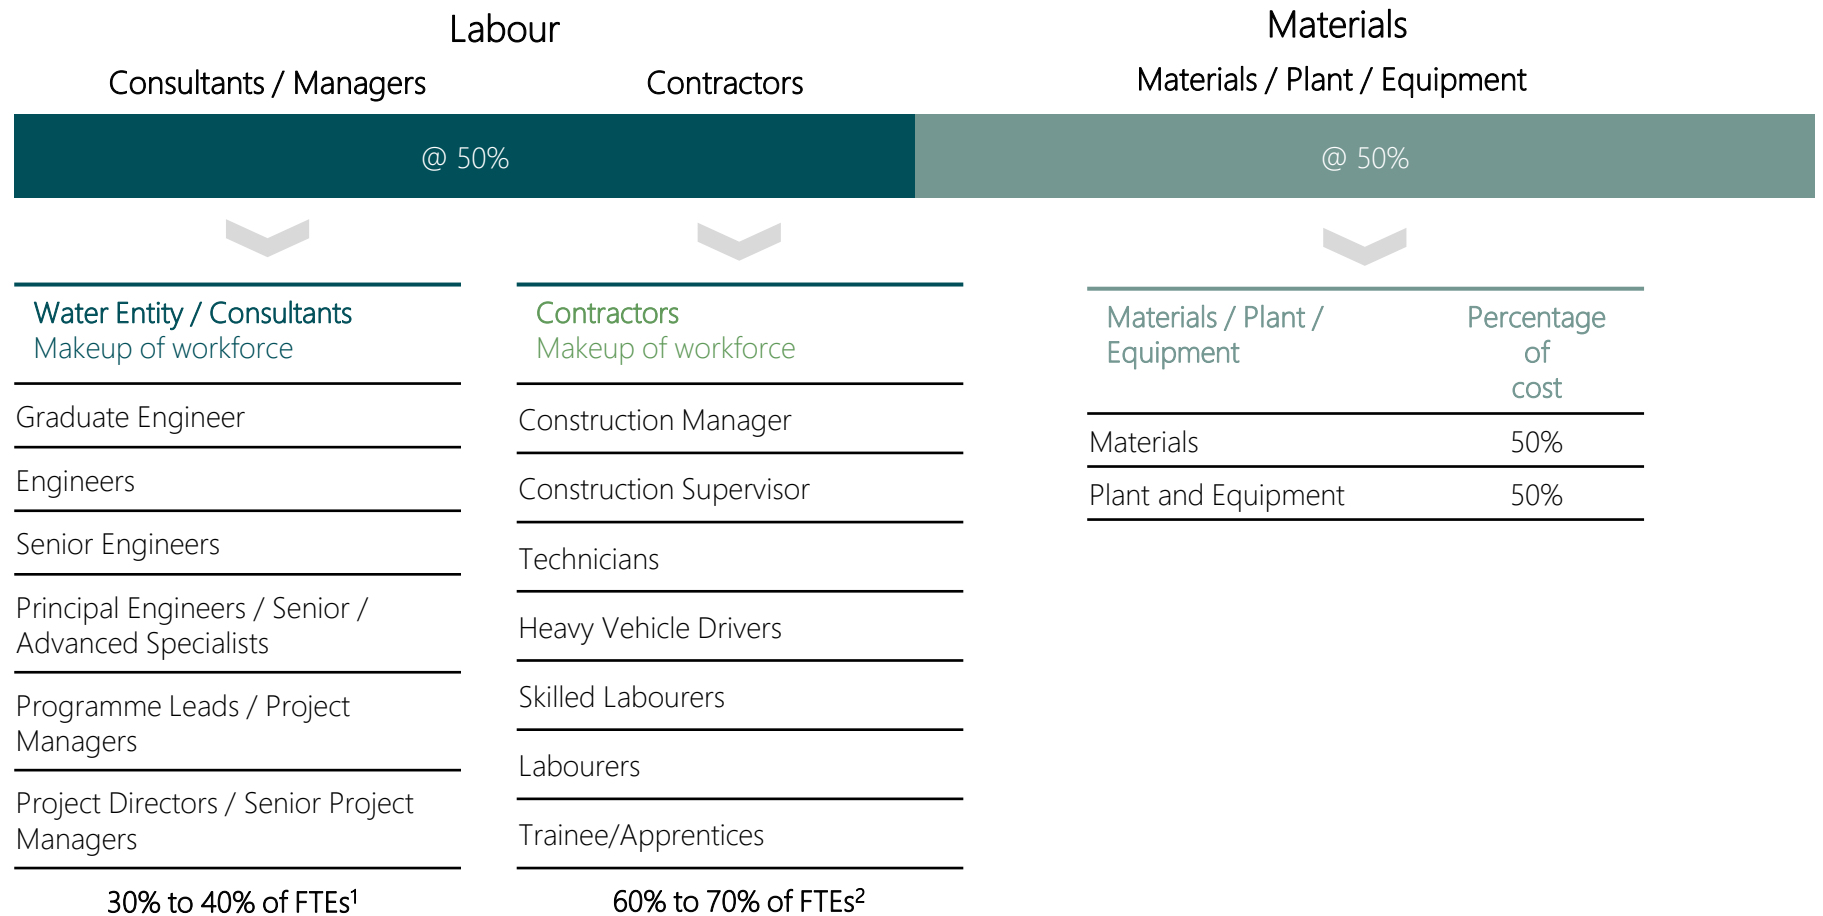 Labour
Materials
Consultants / Managers
Contractors
Materials / Plant / Equipment
@ 50%
@ 50%
Water Entity / Consultants
Makeup of workforce
Graduate Engineer
Engineers
Senior Engineers
Principal Engineers / Senior /
Advanced Specialists
Programme Leads / Project
Managers
Project Directors / Senior Project
Managers
30% to 40% of FTEs¹
Contractors
Makeup of workforce
Construction Manager
Construction Supervisor
Technicians
Heavy Vehicle Drivers
Skilled Labourers
Labourers
Trainee/Apprentices
60% to 70% of FTEs²
Materials / Plant /
Equipment
Percentage
of
cost
Materials 50%
Plant and Equipment 50%